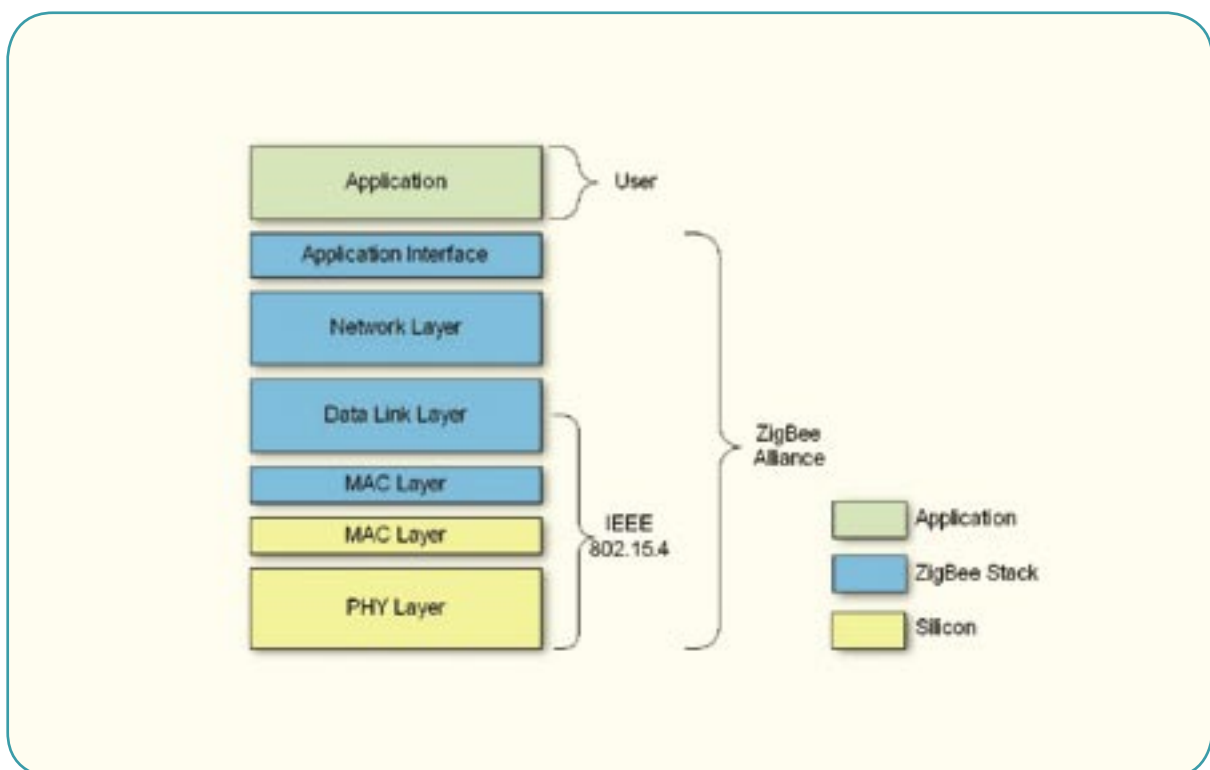 Application
User
Application Interface
Network Layer
Data Link Layer
MAC Layer
MAC Layer
PHY Layer
IEEE
802.15.4
ZigBee
Alliance
Application
ZigBee Stack
Silicon